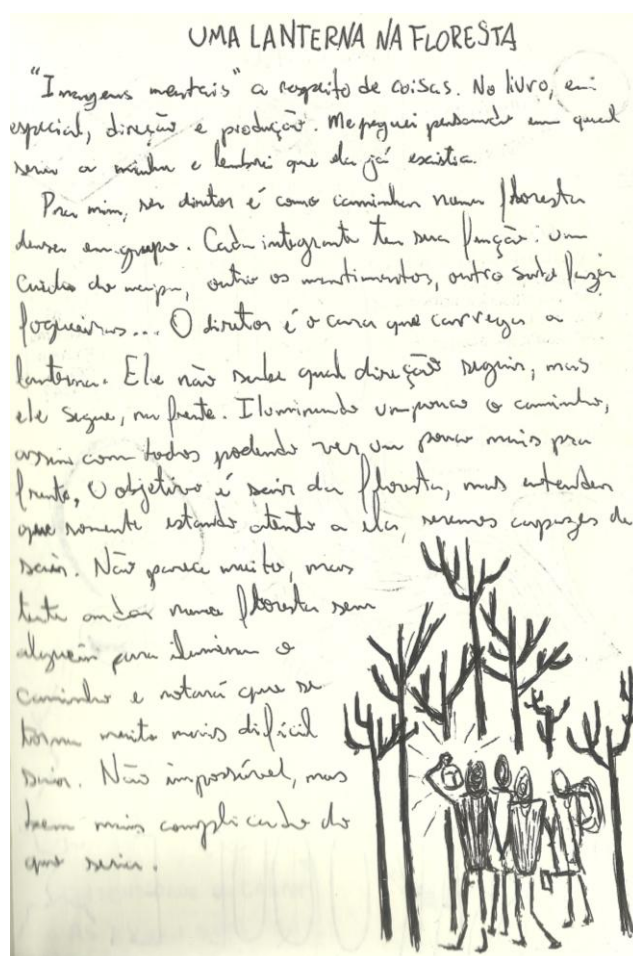 UMA LANTERNA NA FLORESTA
"Imagens mentais" a respeito de coisas. No livro, em
especial, direção e produção. Me peguei pensando em qual
seria a minha e lembrei que ela já existia.
Pra mim, ser diretor é como caminhar numa floresta
densa em grupo. Cada integrante tem sua função: um
cuida do mapa, outro os mantimentos, outro sabe fazer
fogueiras... O diretor é o cara que carrega a
lanterna. Ele não sabe qual direção seguir, mas
ele segue, na frente. Iluminando um pouco o caminho,
assim com todos podendo ver um pouco mais pra
frente, O objetivo é sair da floresta, mas entender
que somente estando atento a ela, seremos capazes de
sair. Não parece muito, mas
tente andar numa floresta sem
alguém para iluminar o
caminho e notará que se
torna muito mais difícil
sair. Não impossível, mas
bem mais complicado do
que seria.